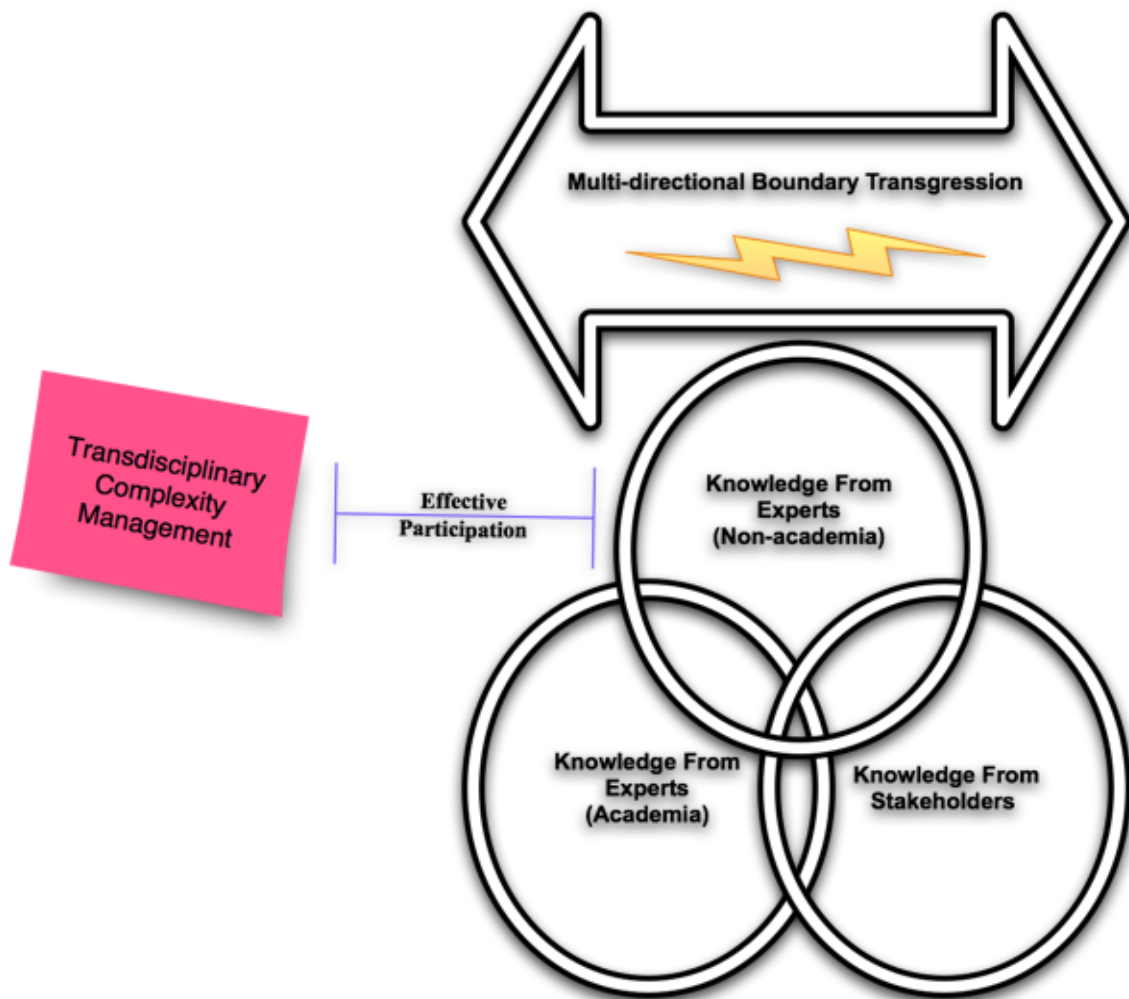 Multi-directional Boundary Transgression
Transdisciplinary
Complexity
Management
Effective
Participation
Knowledge From
Experts
(Non-academia)
Knowledge From
Experts
(Academia)
Knowledge From
Stakeholders